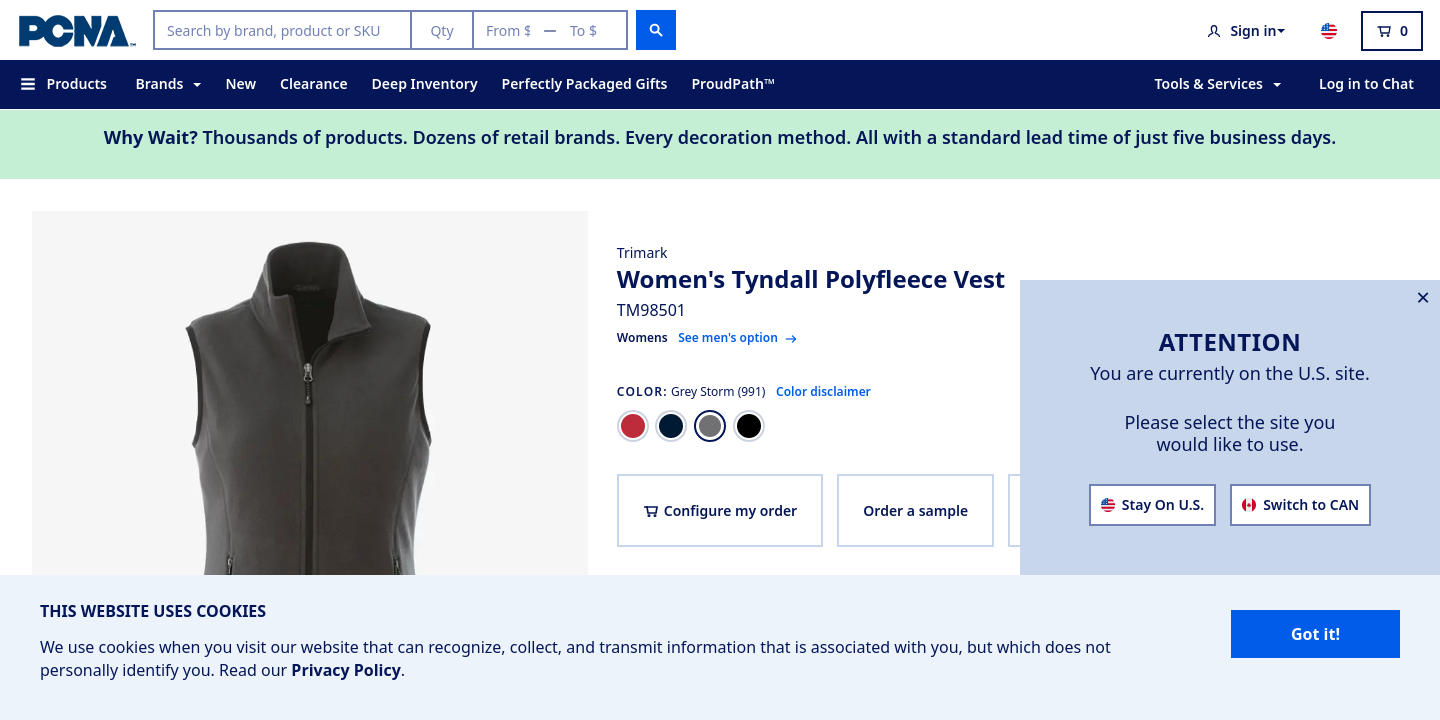 PCNA™
Search by brand, product or SKU
Qty
From $ — To $
Sign in
0
Products
Brands
New
Clearance
Deep Inventory
Perfectly Packaged Gifts
ProudPath™
Tools & Services
Log in to Chat
Why Wait? Thousands of products. Dozens of retail brands. Every decoration method. All with a standard lead time of just five business days.
Trimark
Women's Tyndall Polyfleece Vest
TM98501
Womens See men's option →
COLOR: Grey Storm (991) Color disclaimer
Configure my order
Order a sample
ATTENTION
You are currently on the U.S. site.
Please select the site you
would like to use.
Stay On U.S.
Switch to CAN
THIS WEBSITE USES COOKIES
We use cookies when you visit our website that can recognize, collect, and transmit information that is associated with you, but which does not
personally identify you. Read our Privacy Policy.
Got it!